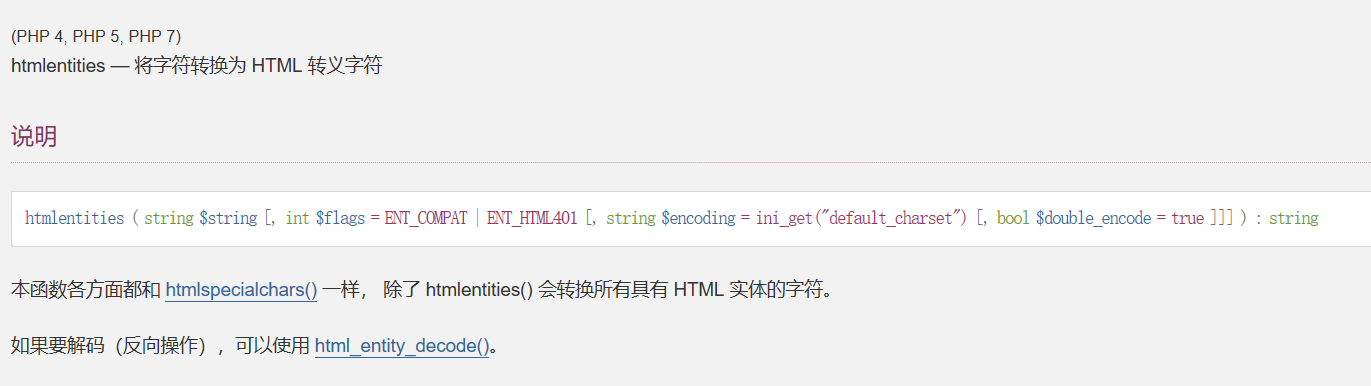 (PHP 4, PHP 5, PHP 7)
htmlentities — 将字符转换为 HTML 转义字符
说明
htmlentities ( string $string [, int $flags = ENT_COMPAT | ENT_HTML401 [, string $encoding = ini_get("default_charset") [, bool $double_encode = true ]]] ) : string
本函数各方面都和 htmlspecialchars() 一样， 除了 htmlentities() 会转换所有具有 HTML 实体的字符。
如果要解码（反向操作），可以使用 html_entity_decode()。